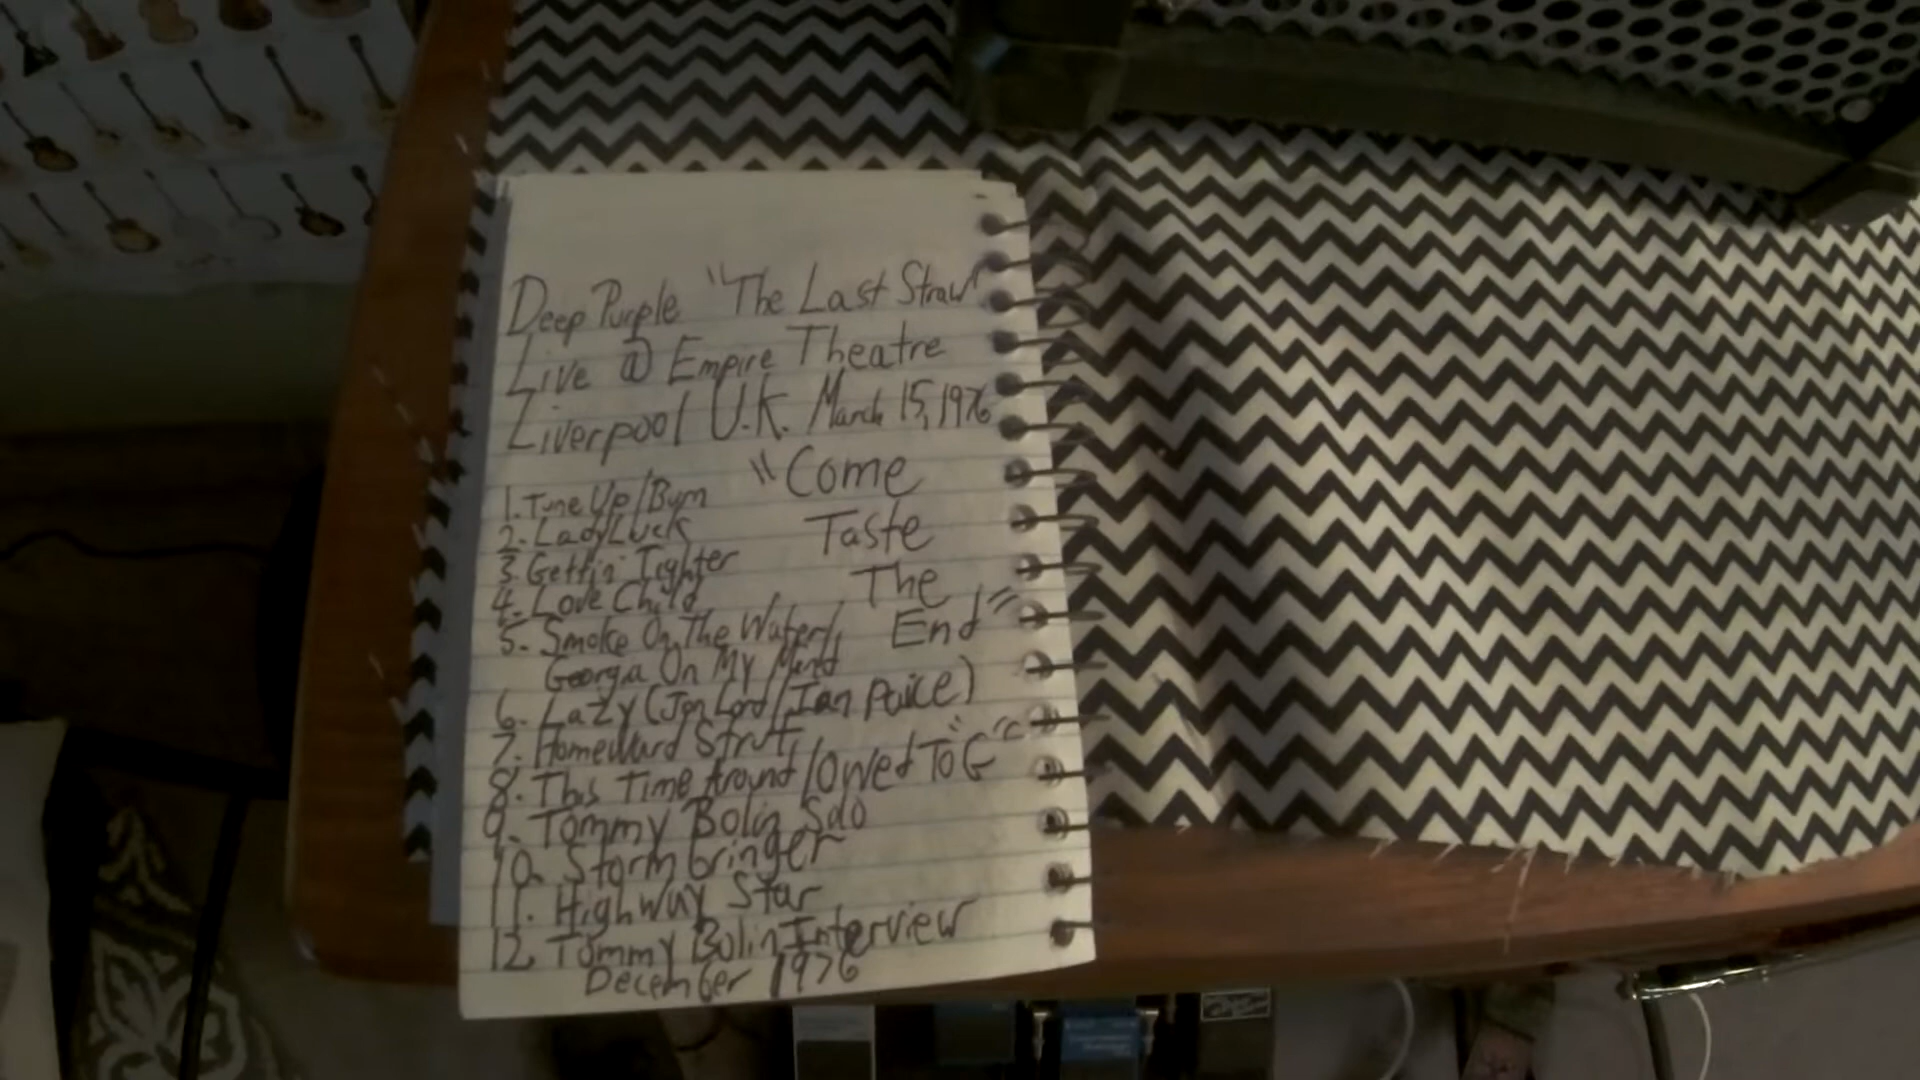 Deep Purple "The Last Straw"
Live @ Empire Theatre
Liverpool U.K. March 15, 1976
"Come
Taste
The
End"
1. Tune Up/Burn
2. Lady Luck
3. Gettin' Tighter
4. Love Child
5. Smoke On The Water/
Georgia On My Mind
6. Lazy (Jon Lord/Ian Paice)
7. Homeward Strut
8. This Time Around/Owed To "G"
9. Tommy Bolin Solo
10. Stormbringer
11. Highway Star
12. Tommy Bolin Interview
December 1976